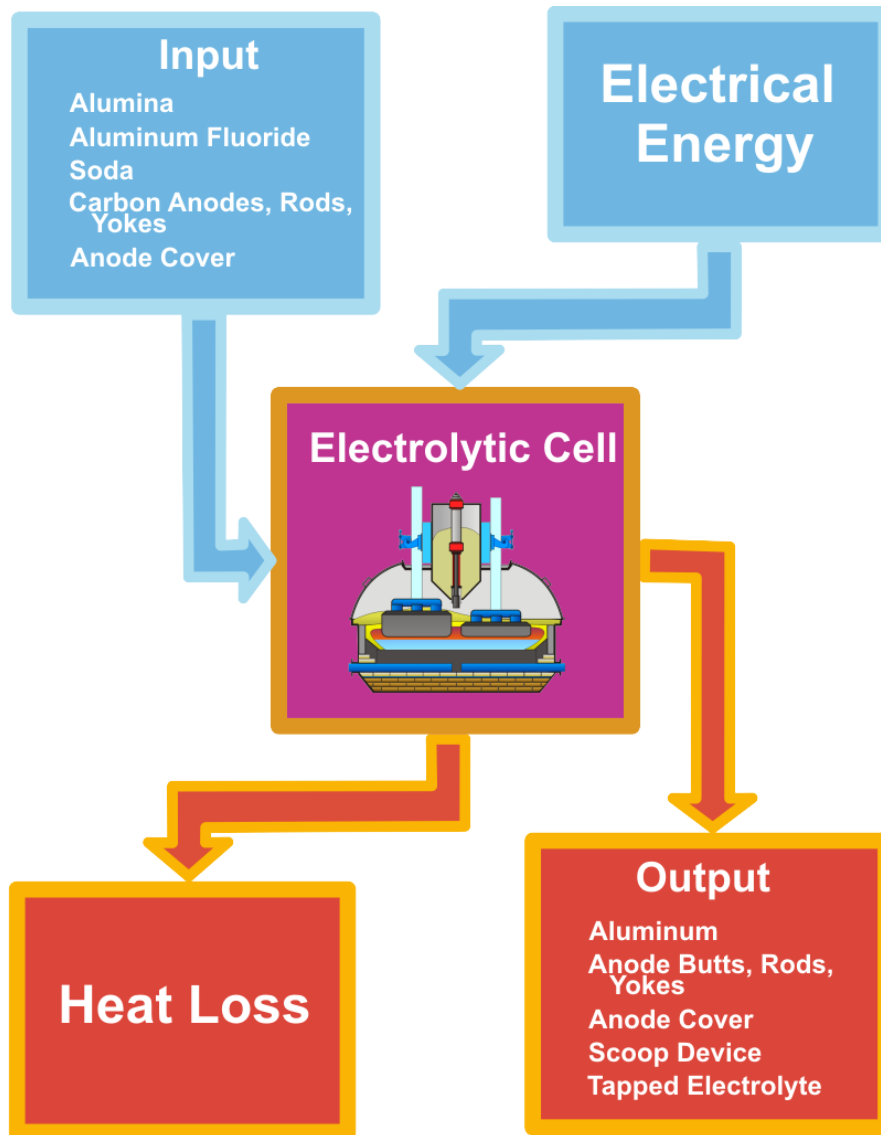 Input
Alumina
Aluminum Fluoride
Soda
Carbon Anodes, Rods,
Yokes
Anode Cover
Electrical
Energy
Electrolytic Cell
Heat Loss
Output
Aluminum
Anode Butts, Rods,
Yokes
Anode Cover
Scoop Device
Tapped Electrolyte